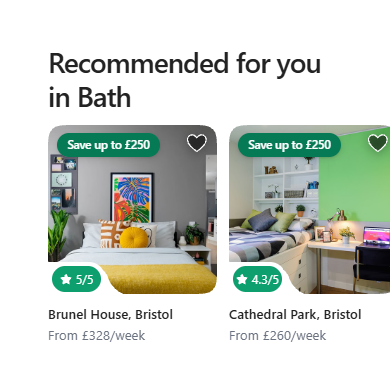 Recommended for you
in Bath
Save up to £250
Save up to £250
5/5
4.3/5
Brunel House, Bristol
Cathedral Park, Bristol
From £328/week
From £260/week